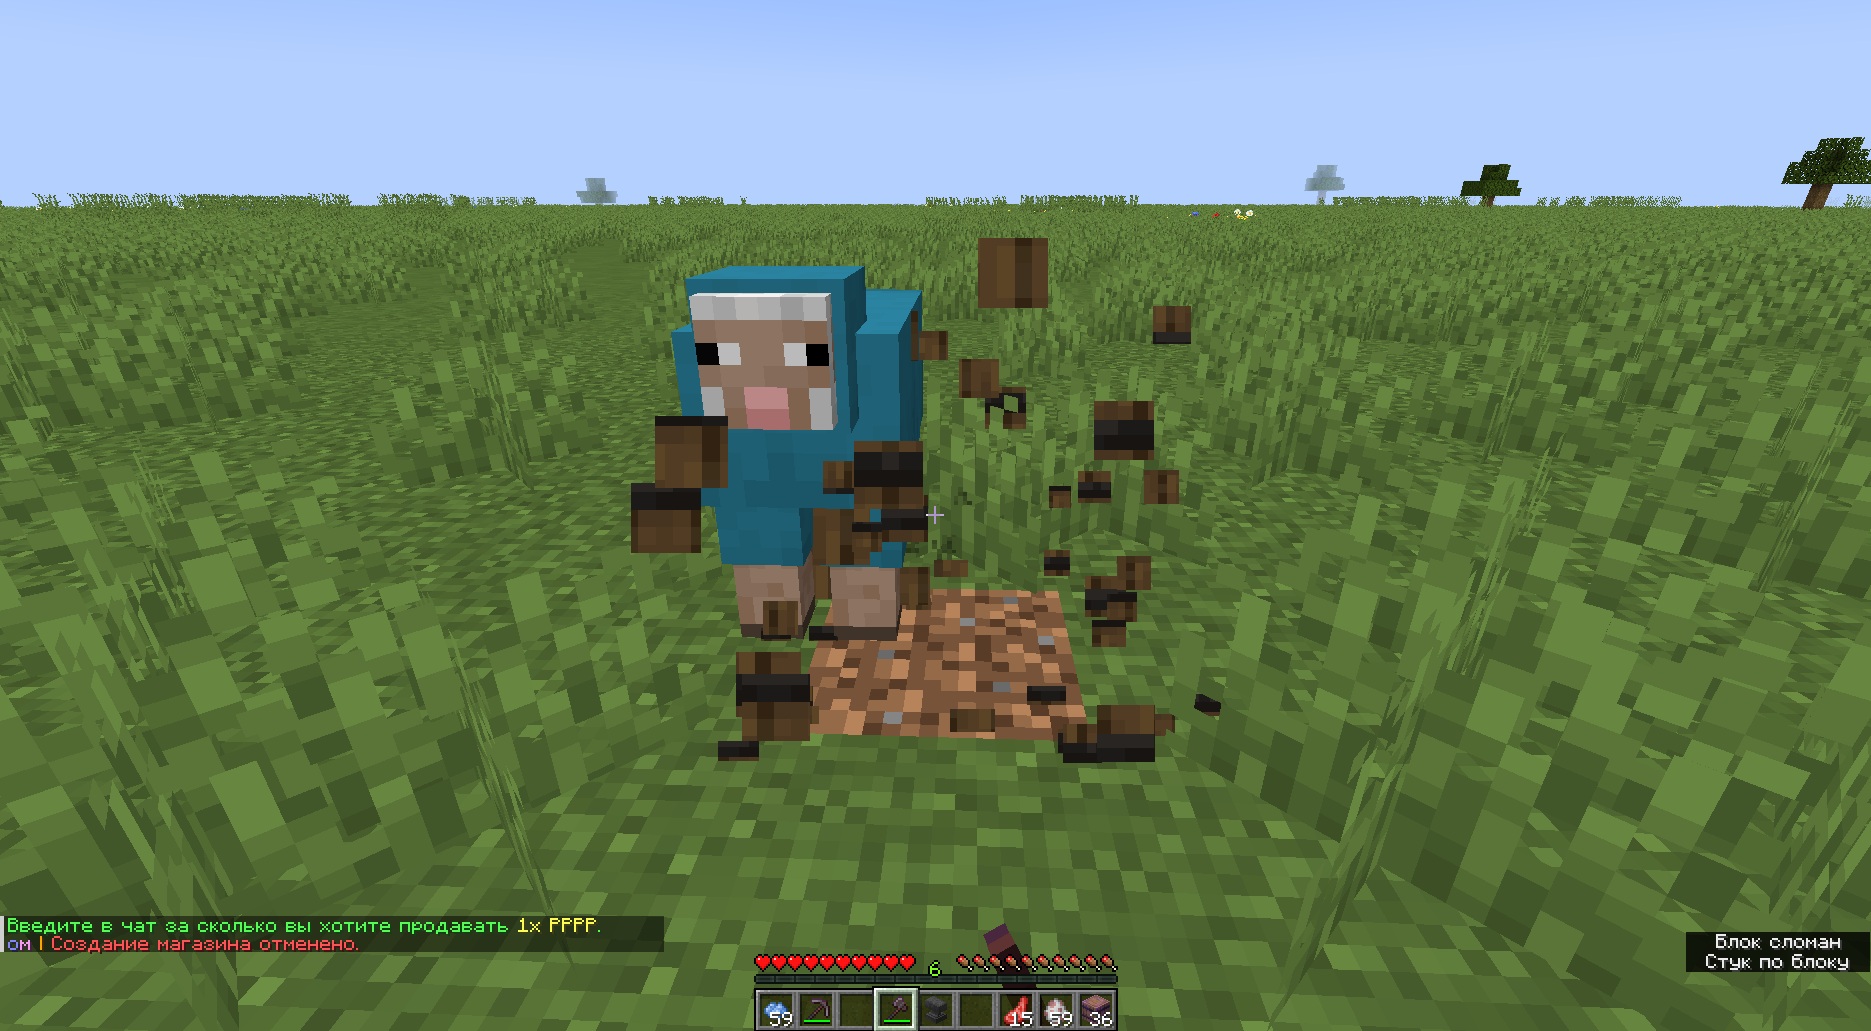 Введите в чат за сколько вы хотите продавать 1x PPPP.
ом | Создание магазина отменено.
Блок сломан
Стук по блоку
6
59
15
59
36